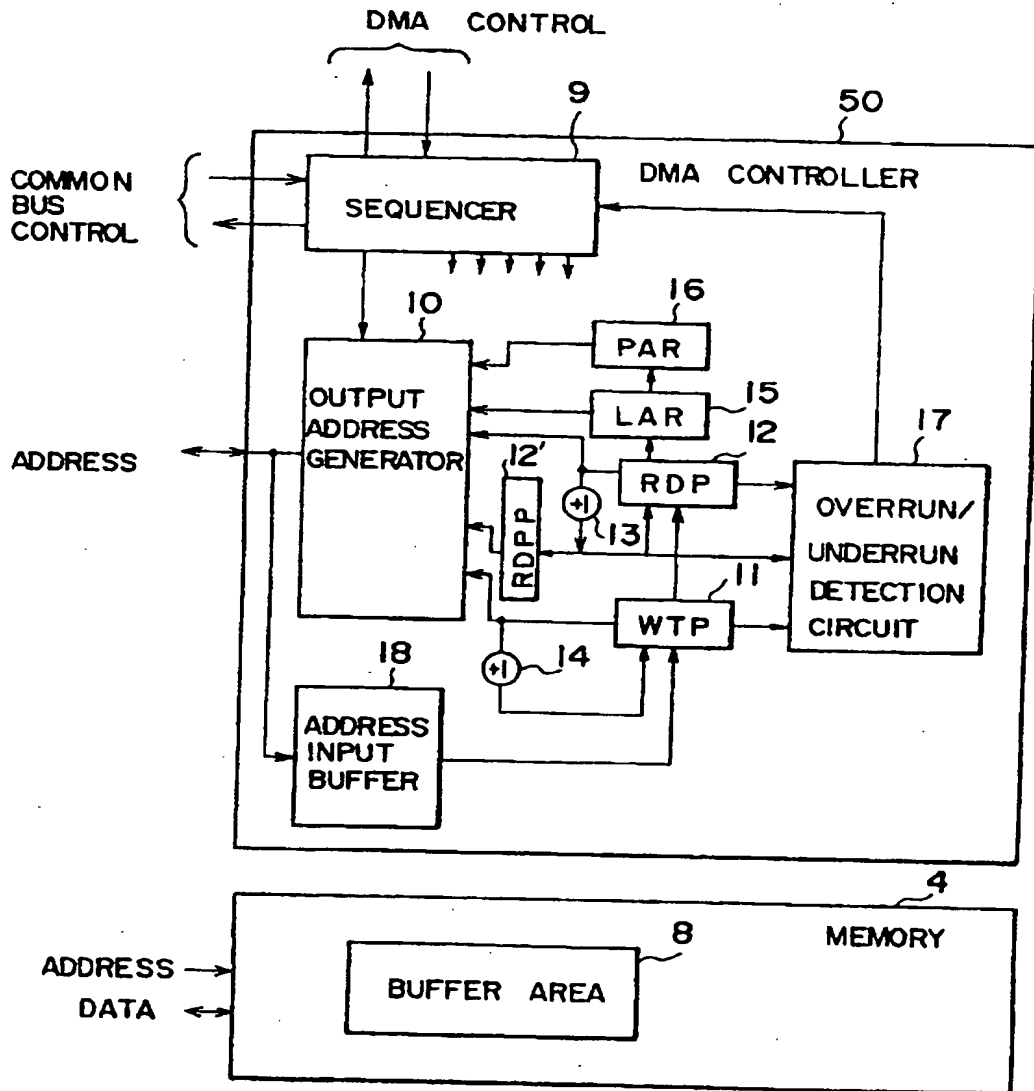 DMA CONTROL
9
50
COMMON
BUS
CONTROL
SEQUENCER
DMA CONTROLLER
10
16
PAR
OUTPUT
ADDRESS
GENERATOR
LAR
15
12
17
ADDRESS
12'
RDP
OVERRUN/
UNDERRUN
DETECTION
CIRCUIT
+1
13
RDPP
11
WTP
18
+1
14
ADDRESS
INPUT
BUFFER
4
MEMORY
8
ADDRESS
DATA
BUFFER AREA